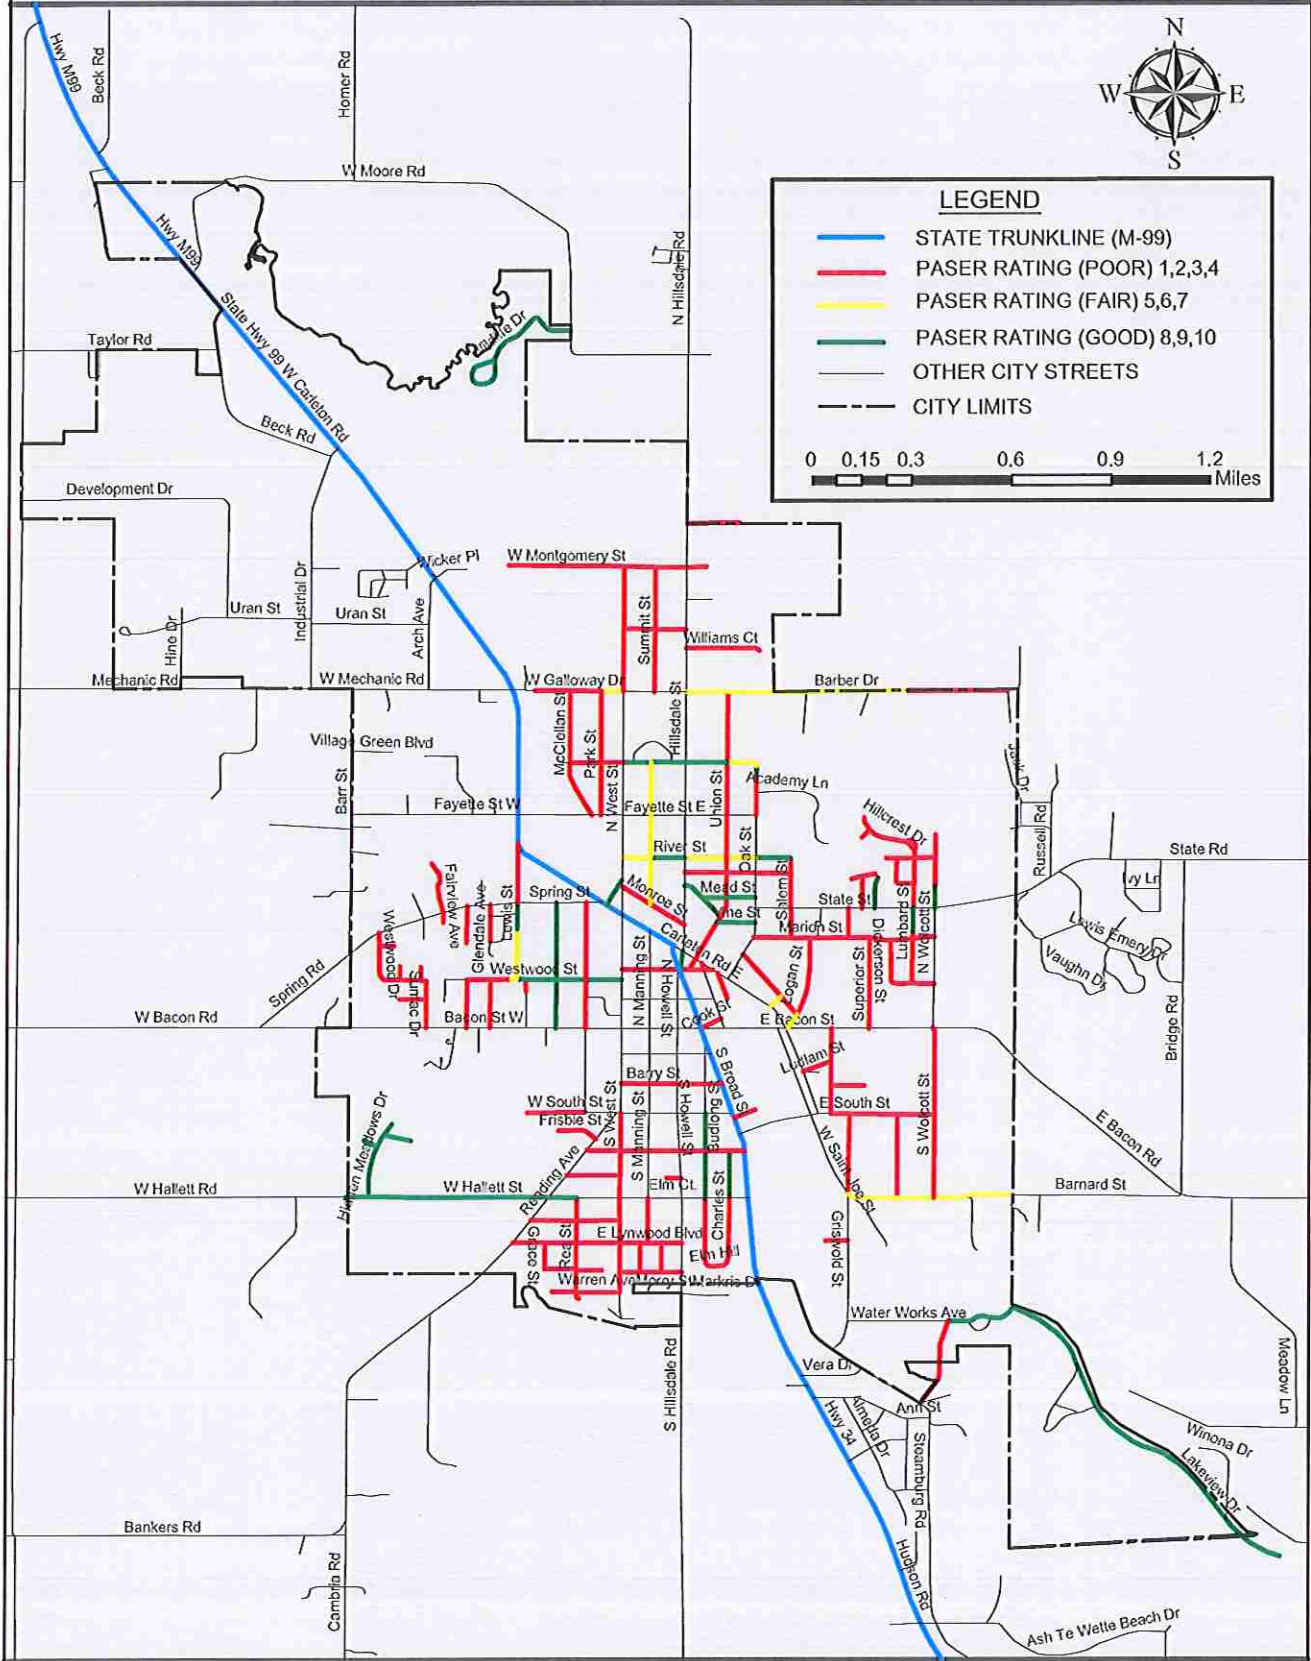 N
W E
S
Hwy M99
Beck Rd
Homer Rd
W Moore Rd
N Hillsdale Rd
LEGEND
STATE TRUNKLINE (M-99)
PASER RATING (POOR) 1,2,3,4
PASER RATING (FAIR) 5,6,7
PASER RATING (GOOD) 8,9,10
OTHER CITY STREETS
CITY LIMITS
0 0.15 0.3 0.6 0.9 1.2
Miles
Hwy M99
State Hwy 99 W Carleton Rd
Taylor Rd
Beck Rd
Development Dr
Wicker Pl
W Montgomery St
Industrial Dr
Uran St
Uran St
Arch Ave
Hine Dr
Summit St
Williams Ct
Mechanic Rd
W Mechanic Rd
W Galloway Dr
Barber Dr
McClellan St
Park St
Hillsdale St
Village Green Blvd
Barr St
N West St
Union St
Academy Ln
Fayette St W
Fayette St E
Hillcrest Dr
Russell Rd
River St
Oak St
State Rd
Ivy Ln
Fairview Ave
Glendale Ave
Lewis St
Spring St
Monroe St
Mead St
Salem St
State St
Lumbard St
N Wolcott St
Dickerson St
Marion St
Lewis Emery Ct
Vaughn Dr
Westwood Dr
Carleton Rd E
Spring Rd
Sumac Dr
Westwood St
N Manning St
N Howell St
Logan St
Superior St
W Bacon Rd
Bacon St W
Cook St
E Bacon St
Bridge Rd
Ludlam St
S Broad St
Barry St
W South St
Frisbie St
S West St
S Manning St
S Howell St
E South St
S Wolcott St
E Bacon Rd
Reading Ave
W Saint Joe St
W Hallett Rd
W Hallett St
Elm Ct.
Charles St
Barnard St
E Lynwood Blvd
Elm Hill
Griswold St
Grace St
Rea St
Warren Ave
Markris Dr
Water Works Ave
Vera Dr
Meadow Ln
S Hillsdale Rd
Hwy 34
Almeda Dr
Ann St
Steamburg Rd
Winona Dr
Lakeview Dr
Bankers Rd
Cambria Rd
Hudson Rd
Ash Te Wette Beach Dr